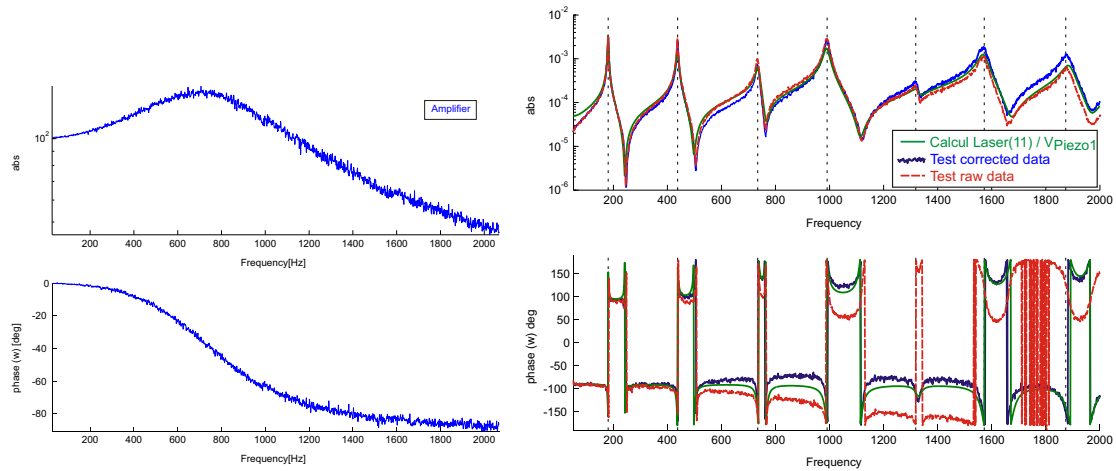 10²
abs
Amplifier
200 400 600 800 1000 1200 1400 1600 1800 2000
Frequency[Hz]
0
-20
-40
-60
-80
phase (w) [deg]
200 400 600 800 1000 1200 1400 1600 1800 2000
Frequency[Hz]
10⁻²
10⁻³
10⁻⁴
10⁻⁵
10⁻⁶
abs
Calcul Laser(11) / VPiezo1
Test corrected data
Test raw data
200 400 600 800 1000 1200 1400 1600 1800 2000
Frequency
150
100
50
0
-50
-100
-150
phase (w) deg
200 400 600 800 1000 1200 1400 1600 1800 2000
Frequency